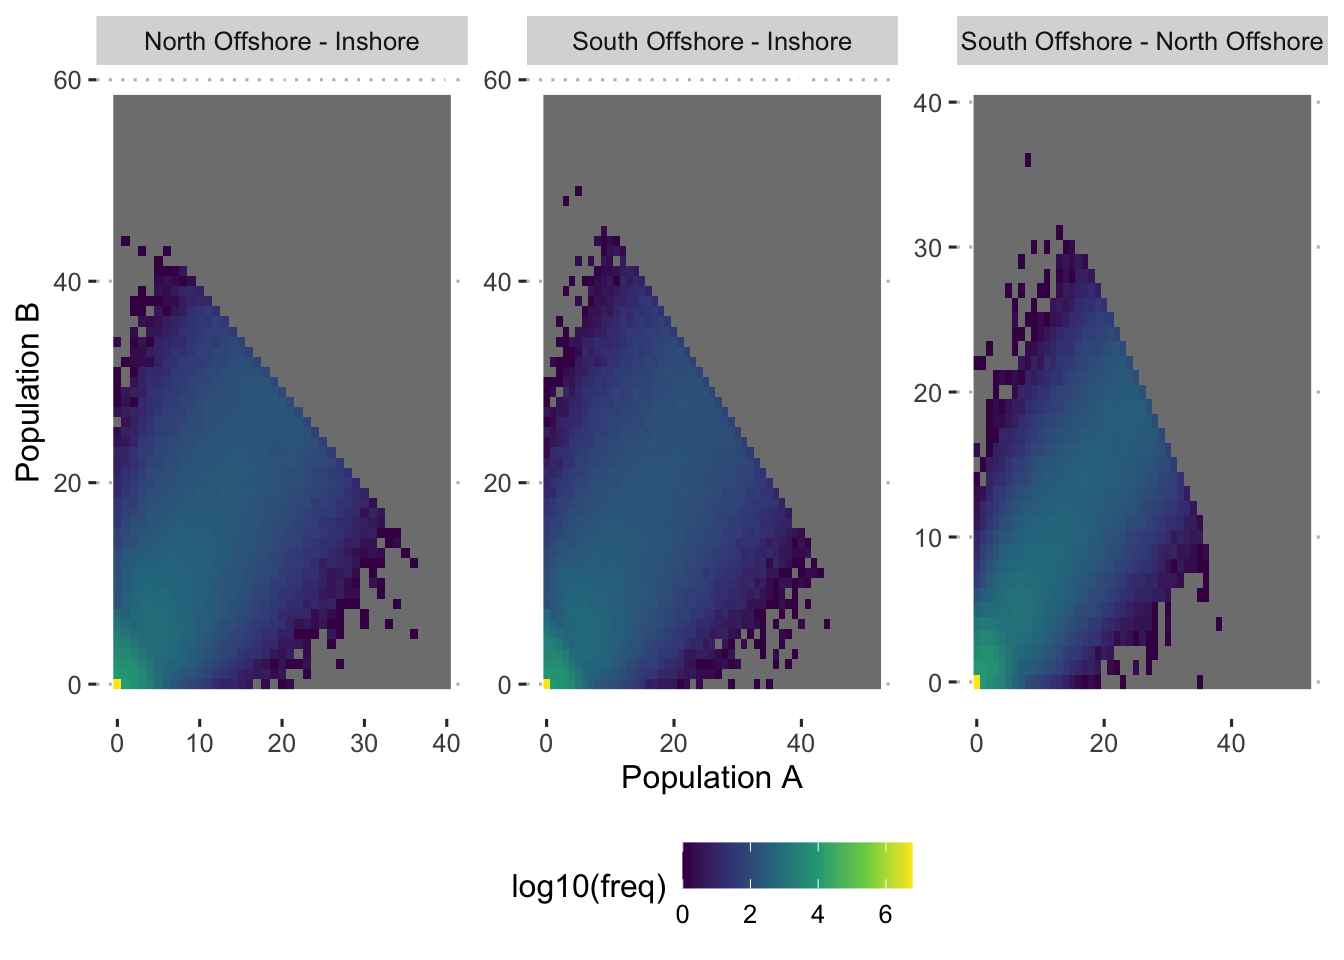 North Offshore - Inshore
South Offshore - Inshore
South Offshore - North Offshore
Population B
60
40
20
0
0 10 20 30 40
60
40
20
0
0 20 40
40
30
20
10
0
0 20 40
Population A
log10(freq)
0 2 4 6